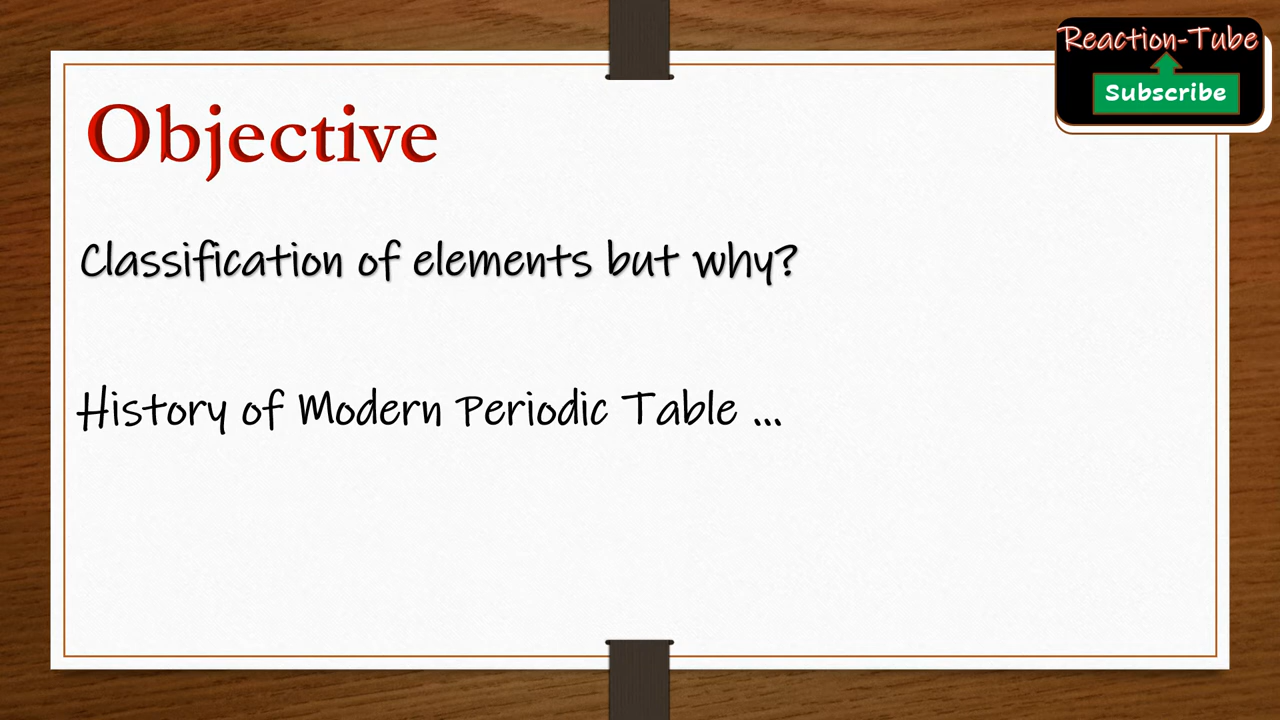 Reaction-Tube
Subscribe
Objective
Classification of elements but why?
History of Modern Periodic Table ...